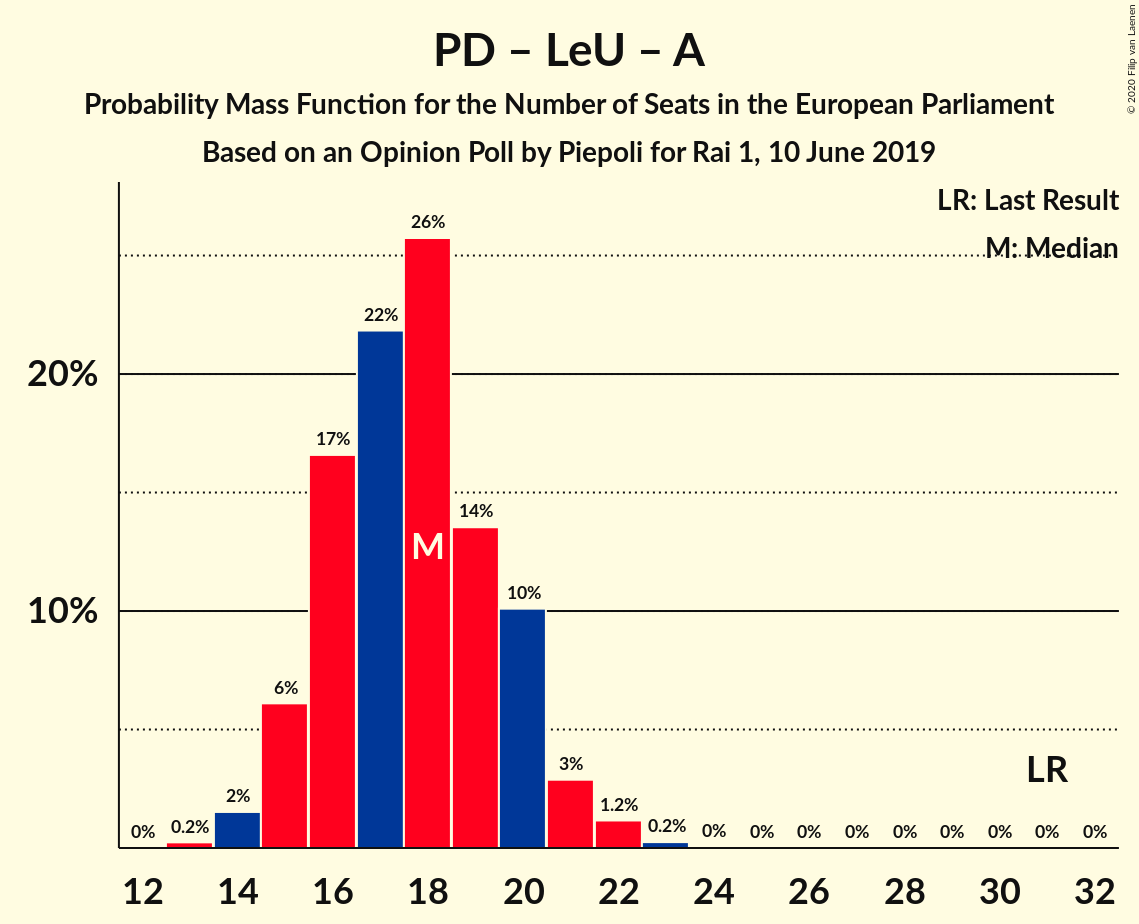 © 2020 Filip van Laenen
PD – LeU – A
Probability Mass Function for the Number of Seats in the European Parliament
Based on an Opinion Poll by Piepoli for Rai 1, 10 June 2019
LR: Last Result
M: Median
20%
10%
0%
0.2%
2%
6%
17%
22%
26%
14%
10%
3%
1.2%
0.2%
0%
0%
0%
0%
0%
0%
0%
0%
0%
M
LR
12 14 16 18 20 22 24 26 28 30 32